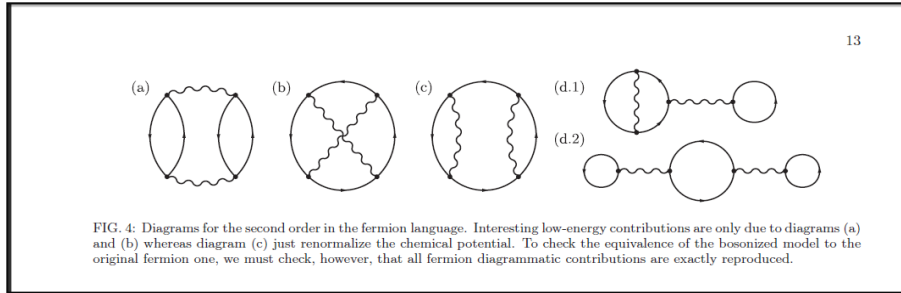 13
(a)
(b)
(c)
(d.1)
(d.2)
FIG. 4: Diagrams for the second order in the fermion language. Interesting low-energy contributions are only due to diagrams (a)
and (b) whereas diagram (c) just renormalize the chemical potential. To check the equivalence of the bosonized model to the
original fermion one, we must check, however, that all fermion diagrammatic contributions are exactly reproduced.